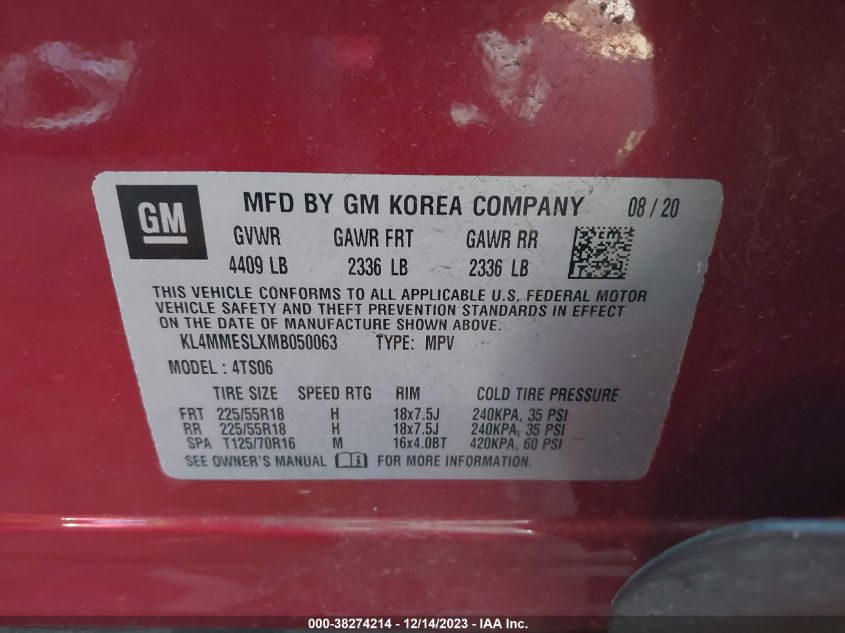 GM MFD BY GM KOREA COMPANY 08 / 20
GVWR GAWR FRT GAWR RR
4409 LB 2336 LB 2336 LB
THIS VEHICLE CONFORMS TO ALL APPLICABLE U.S. FEDERAL MOTOR
VEHICLE SAFETY AND THEFT PREVENTION STANDARDS IN EFFECT
ON THE DATE OF MANUFACTURE SHOWN ABOVE.
KL4MMESLXMB050063 TYPE: MPV
MODEL : 4TS06
TIRE SIZE SPEED RTG RIM COLD TIRE PRESSURE
FRT 225/55R18 H 18x7.5J 240KPA, 35 PSI
RR 225/55R18 H 18x7.5J 240KPA, 35 PSI
SPA T125/70R16 M 16x4.0BT 420KPA, 60 PSI
SEE OWNER'S MANUAL FOR MORE INFORMATION.
000-38274214 - 12/14/2023 - IAA Inc.